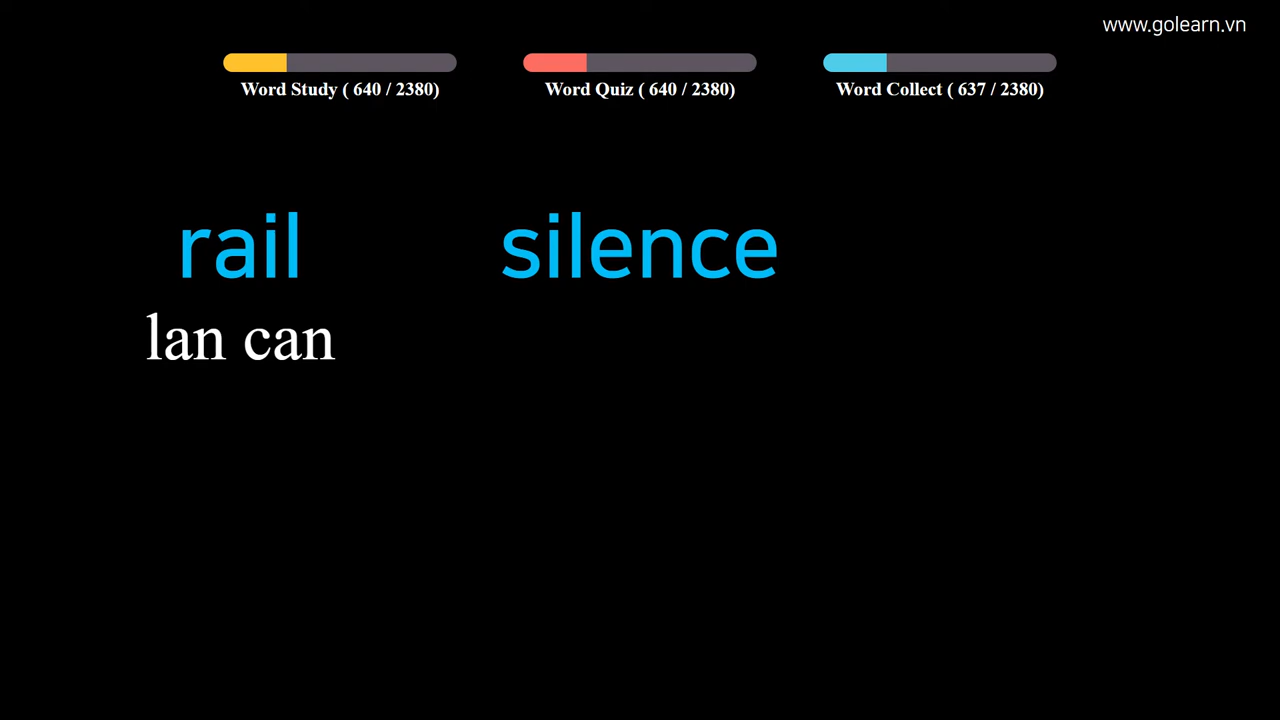 www.golearn.vn
Word Study ( 640 / 2380)
Word Quiz ( 640 / 2380)
Word Collect ( 637 / 2380)
rail
silence
lan can